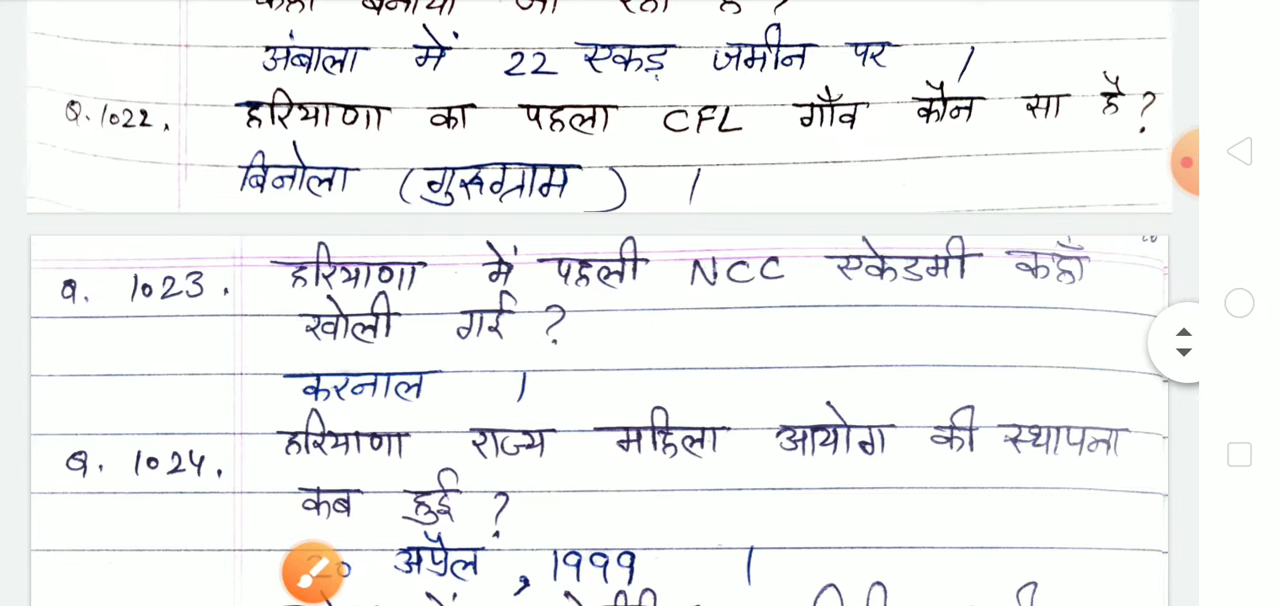 अंबाला में 22 एकड़ जमीन पर ।
Q. 1022. हरियाणा का पहला CFL गाँव कौन सा है ?
बिनोला (गुरुग्राम) ।
Q. 1023. हरियाणा में पहली NCC एकेडमी कहाँ
खोली गई ?
करनाल ।
Q. 1024. हरियाणा राज्य महिला आयोग की स्थापना
कब हुई ?
अप्रैल , 1999 ।